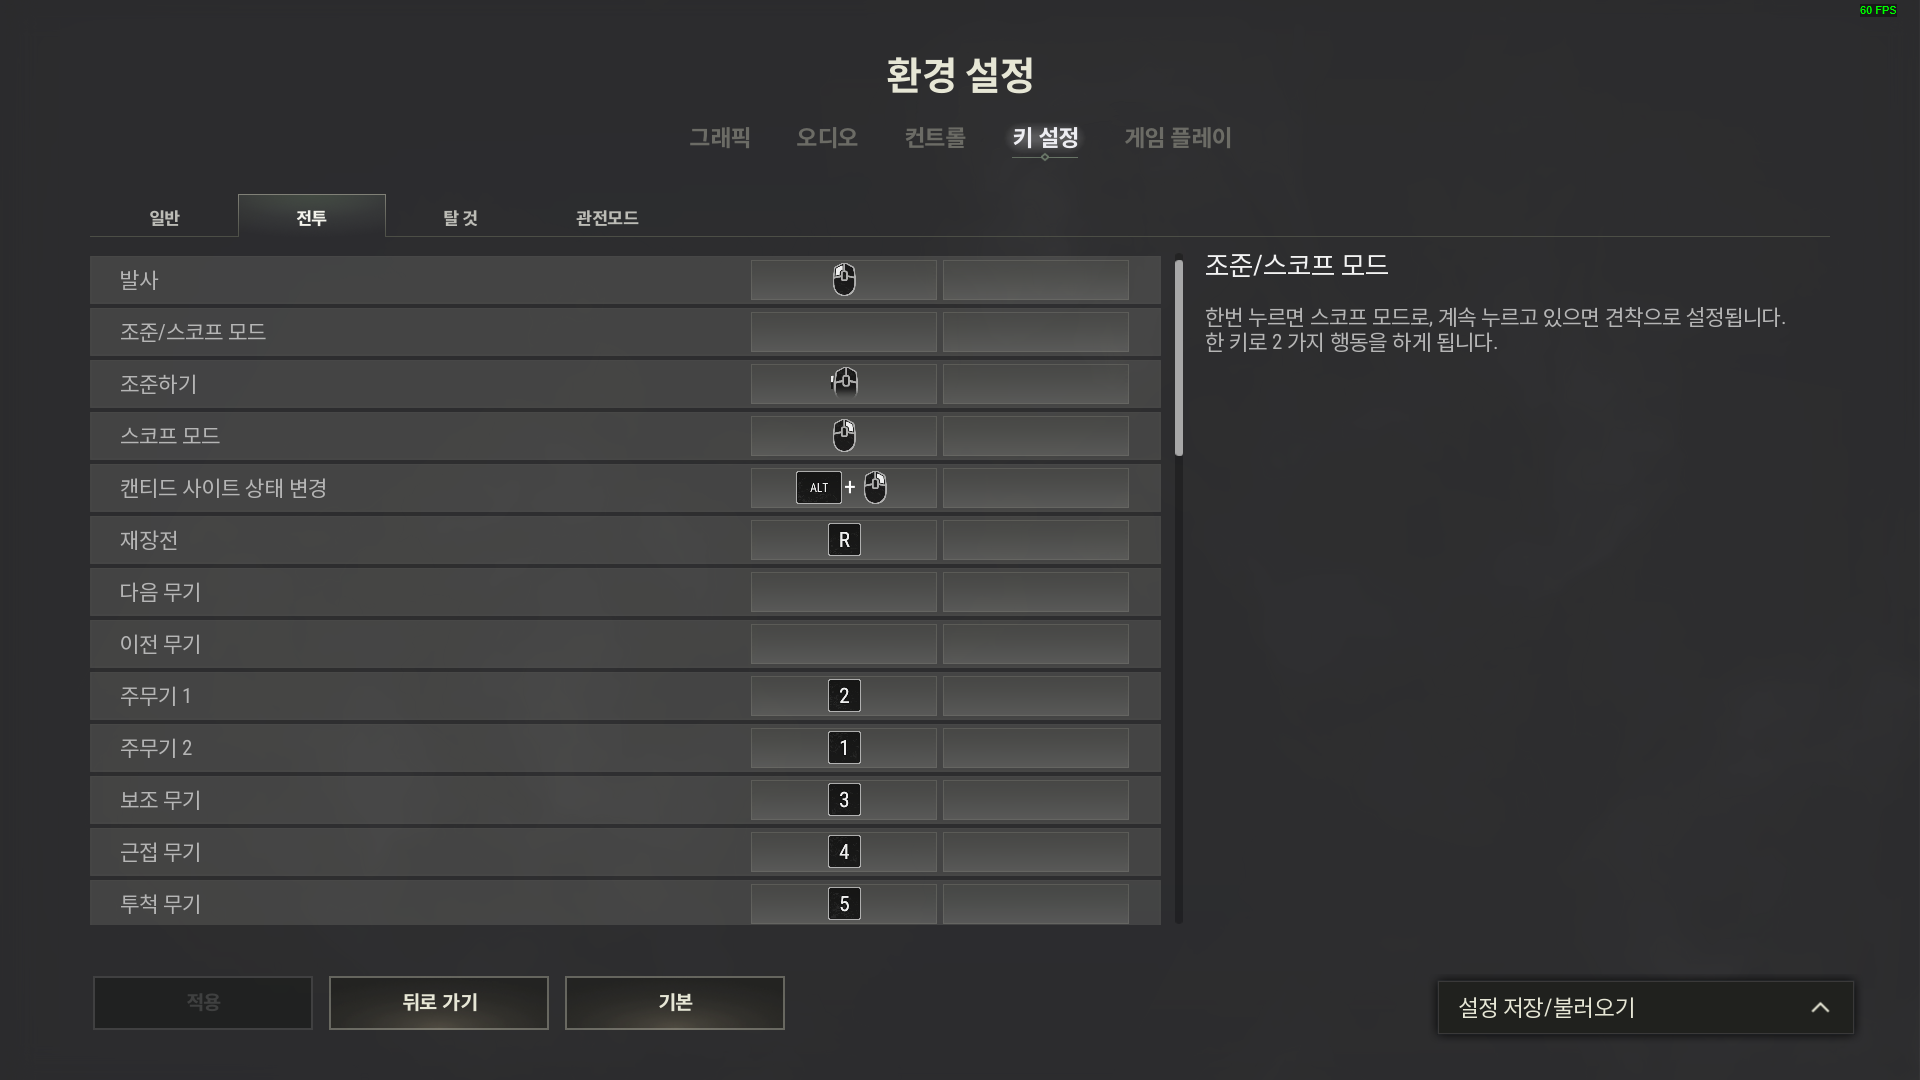 60 FPS
환경 설정
그래픽 오디오 컨트롤 키 설정 게임 플레이
일반 전투 탈 것 관전모드
발사
조준/스코프 모드
조준하기
스코프 모드
캔티드 사이트 상태 변경 ALT +
재장전 R
다음 무기
이전 무기
주무기 1 2
주무기 2 1
보조 무기 3
근접 무기 4
투척 무기 5
조준/스코프 모드
한번 누르면 스코프 모드로, 계속 누르고 있으면 견착으로 설정됩니다.
한 키로 2 가지 행동을 하게 됩니다.
적용 뒤로 가기 기본
설정 저장/불러오기